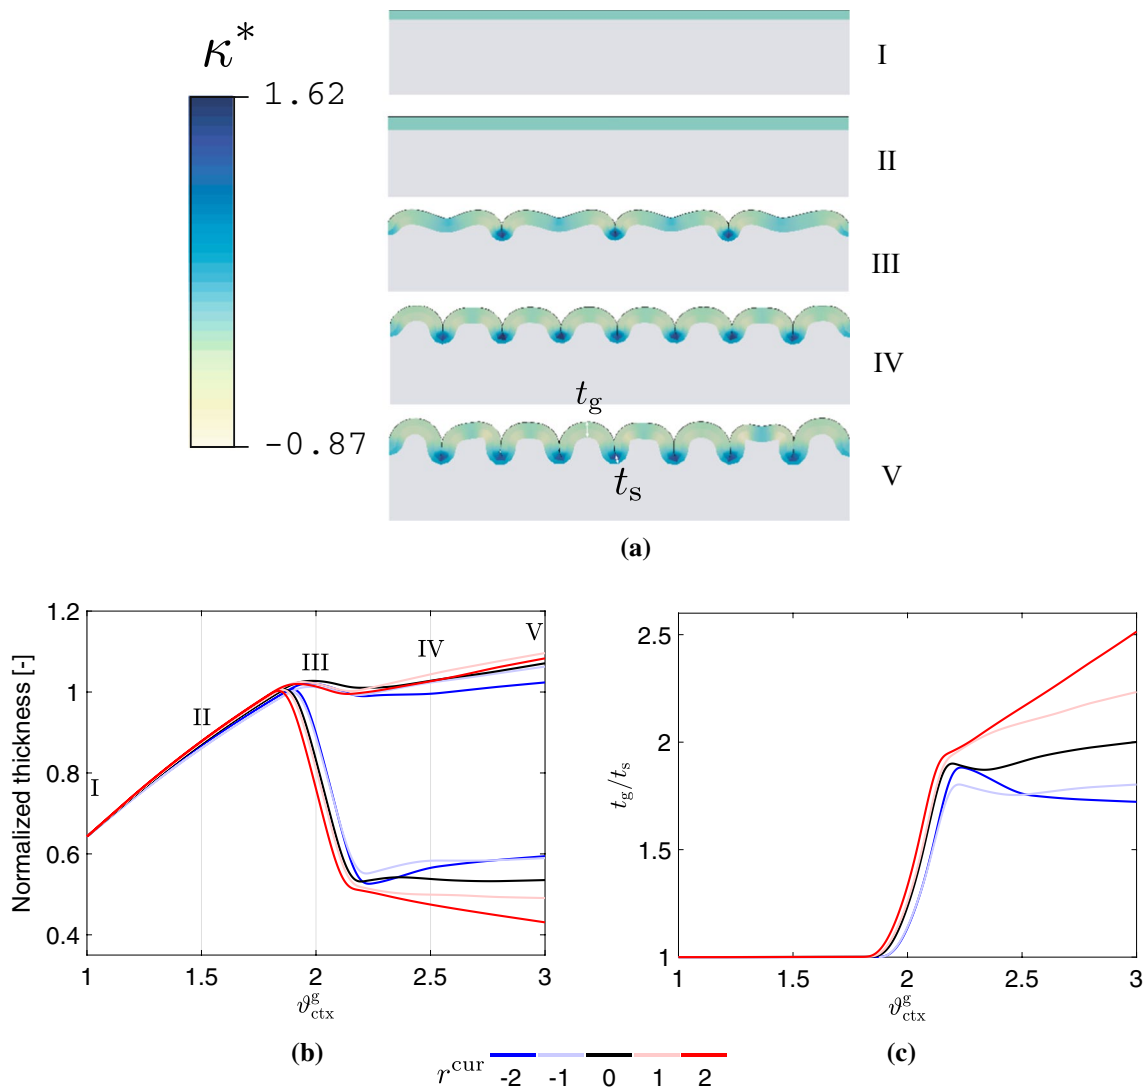 κ*
1.62
-0.87
I
II
III
IV
V
t_g
t_s
(a)
Normalized thickness [-]
1.2
1
0.8
0.6
0.4
I
II
III
IV
V
1 1.5 2 2.5 3
ϑ^g_ctx
(b)
t_g/t_s
2.5
2
1.5
1
1 1.5 2 2.5 3
ϑ^g_ctx
(c)
r^cur -2 -1 0 1 2